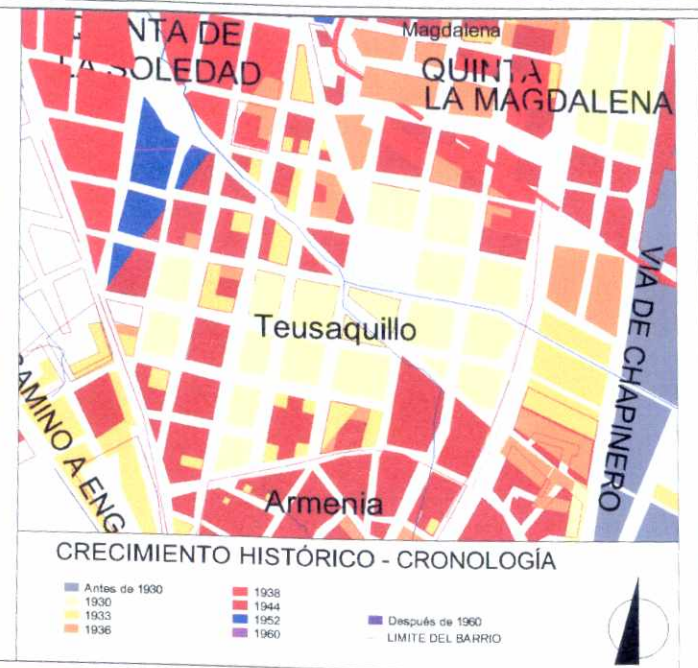 NTA DE
LA SOLEDAD
Magdalena
QUINTA
LA MAGDALENA
VIA DE CHAPINERO
Teusaquillo
CAMINO A ENG
Armenia
CRECIMIENTO HISTÓRICO - CRONOLOGÍA
Antes de 1930
1930
1933
1936
1938
1944
1952
1960
Después de 1960
LIMITE DEL BARRIO